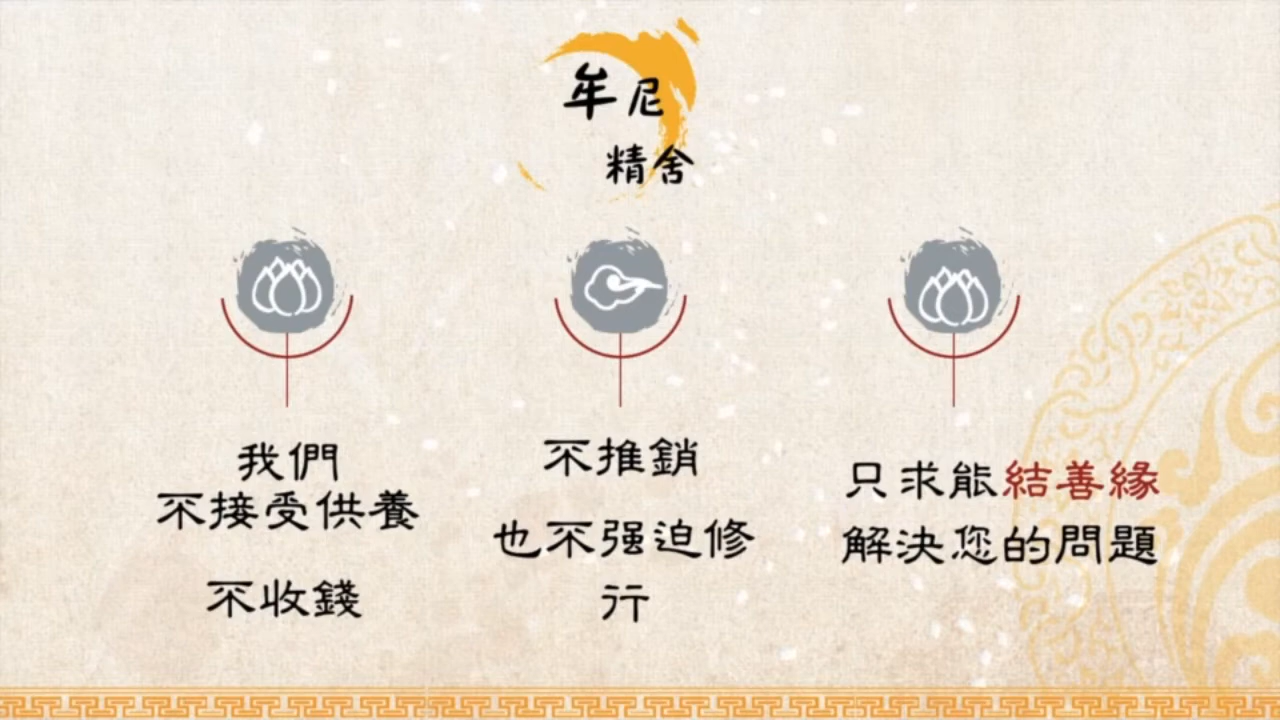 牟尼
精舍
我們
不接受供養
不收錢
不推銷
也不强迫修
行
只求能結善緣
解決您的問題